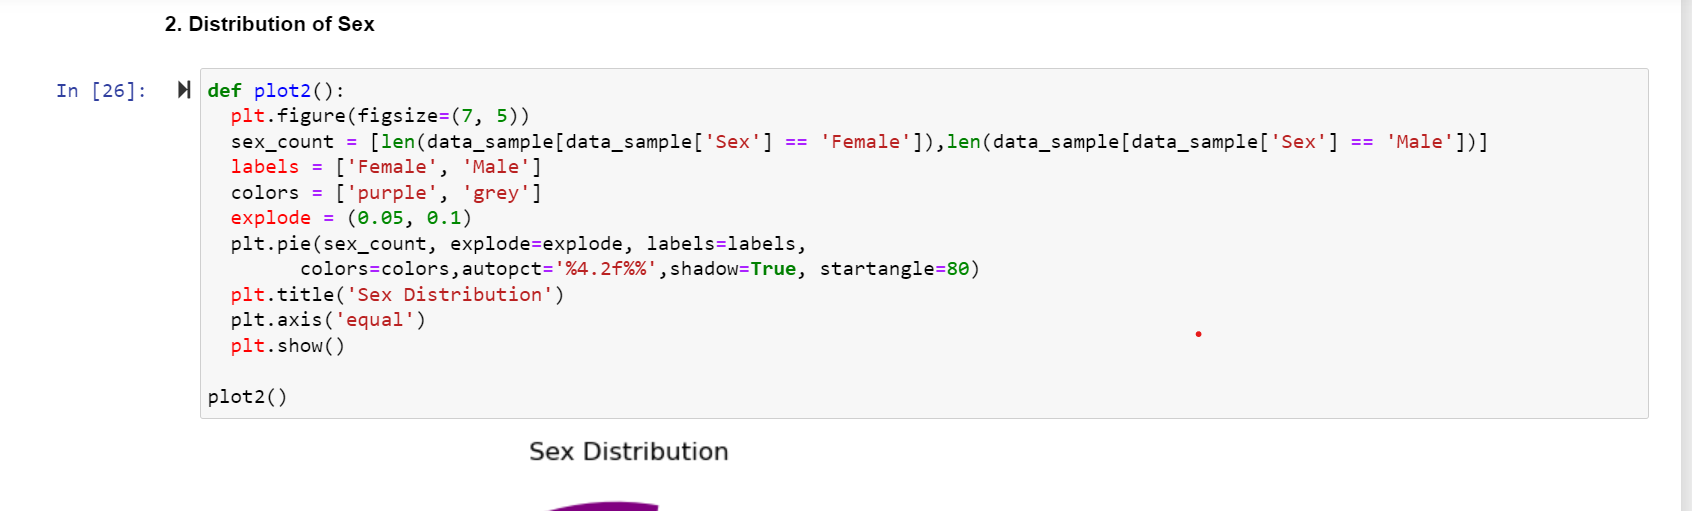 2. Distribution of Sex
In [26]:
def plot2():
  plt.figure(figsize=(7, 5))
  sex_count = [len(data_sample[data_sample['Sex'] == 'Female']),len(data_sample[data_sample['Sex'] == 'Male'])]
  labels = ['Female', 'Male']
  colors = ['purple', 'grey']
  explode = (0.05, 0.1)
  plt.pie(sex_count, explode=explode, labels=labels,
        colors=colors,autopct='%4.2f%%',shadow=True, startangle=80)
  plt.title('Sex Distribution')
  plt.axis('equal')
  plt.show()

plot2()
Sex Distribution